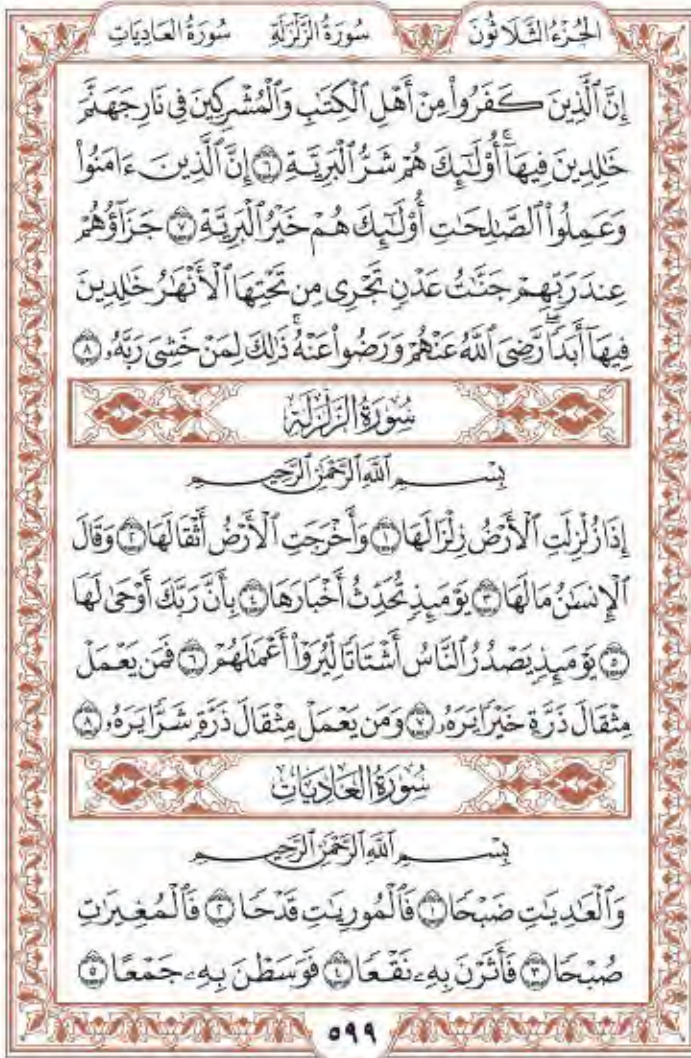 الجُزْءُ الثَّلَاثُونَ سُورَةُ الزَّلْزَلَةِ سُورَةُ العَادِيَاتِ
إِنَّ ٱلَّذِينَ كَفَرُواْ مِنْ أَهْلِ ٱلْكِتَٰبِ وَٱلْمُشْرِكِينَ فِى نَارِ جَهَنَّمَ
خَٰلِدِينَ فِيهَآۚ أُوْلَٰٓئِكَ هُمْ شَرُّ ٱلْبَرِيَّةِ ٦ إِنَّ ٱلَّذِينَ ءَامَنُواْ
وَعَمِلُواْ ٱلصَّٰلِحَٰتِ أُوْلَٰٓئِكَ هُمْ خَيْرُ ٱلْبَرِيَّةِ ٧ جَزَآؤُهُمْ
عِندَ رَبِّهِمْ جَنَّٰتُ عَدْنٍ تَجْرِى مِن تَحْتِهَا ٱلْأَنْهَٰرُ خَٰلِدِينَ
فِيهَآ أَبَدًاۖ رَّضِىَ ٱللَّهُ عَنْهُمْ وَرَضُواْ عَنْهُۚ ذَٰلِكَ لِمَنْ خَشِىَ رَبَّهُۥ ٨
سُورَةُ الزَّلْزَلَةِ
بِسْمِ ٱللَّهِ ٱلرَّحْمَٰنِ ٱلرَّحِيمِ
إِذَا زُلْزِلَتِ ٱلْأَرْضُ زِلْزَالَهَا ١ وَأَخْرَجَتِ ٱلْأَرْضُ أَثْقَالَهَا ٢ وَقَالَ
ٱلْإِنسَٰنُ مَا لَهَا ٣ يَوْمَئِذٍ تُحَدِّثُ أَخْبَارَهَا ٤ بِأَنَّ رَبَّكَ أَوْحَىٰ لَهَا
٥ يَوْمَئِذٍ يَصْدُرُ ٱلنَّاسُ أَشْتَاتًا لِّيُرَوْاْ أَعْمَٰلَهُمْ ٦ فَمَن يَعْمَلْ
مِثْقَالَ ذَرَّةٍ خَيْرًا يَرَهُۥ ٧ وَمَن يَعْمَلْ مِثْقَالَ ذَرَّةٍ شَرًّا يَرَهُۥ ٨
سُورَةُ العَادِيَاتِ
بِسْمِ ٱللَّهِ ٱلرَّحْمَٰنِ ٱلرَّحِيمِ
وَٱلْعَٰدِيَٰتِ ضَبْحًا ١ فَٱلْمُورِيَٰتِ قَدْحًا ٢ فَٱلْمُغِيرَٰتِ
صُبْحًا ٣ فَأَثَرْنَ بِهِۦ نَقْعًا ٤ فَوَسَطْنَ بِهِۦ جَمْعًا ٥
٥٩٩